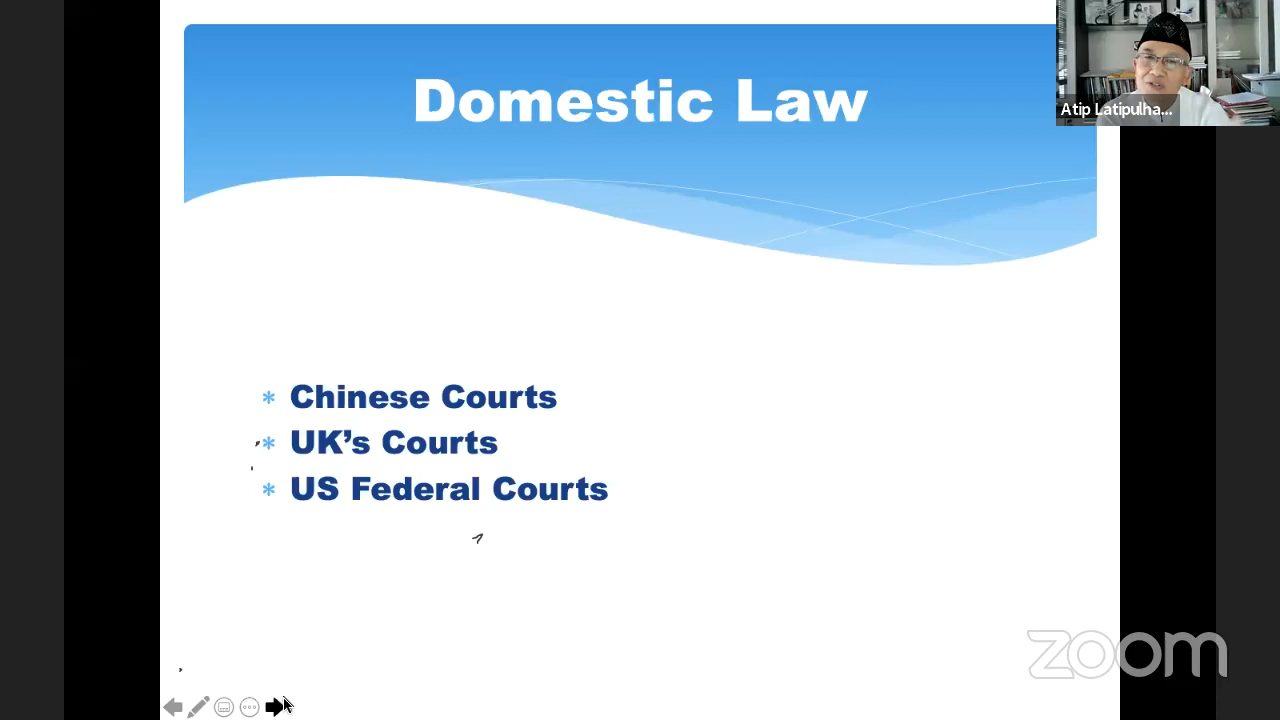 Domestic Law
Atip Latipulha...
* Chinese Courts
* UK’s Courts
* US Federal Courts
zoom